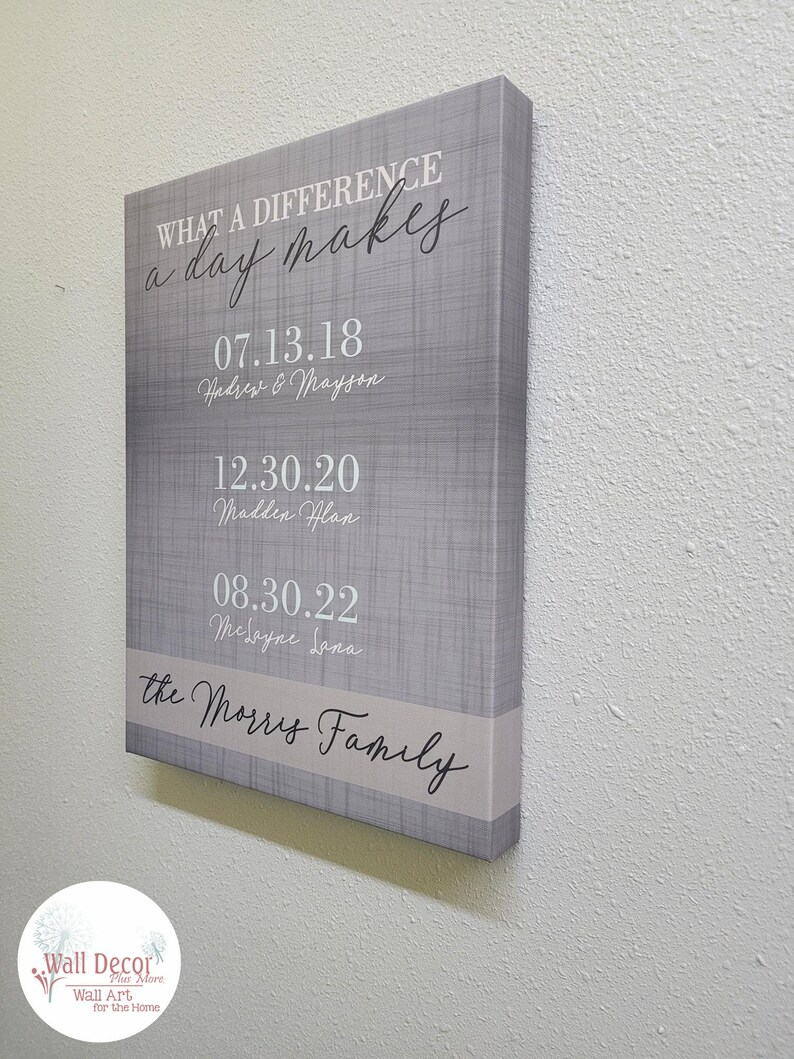 WHAT A DIFFERENCE
a day makes
07.13.18
Andrew & Mayson
12.30.20
Madden Alan
08.30.22
McLayne Lana
the Morris Family
Wall Decor
Plus More.
Wall Art
for the Home